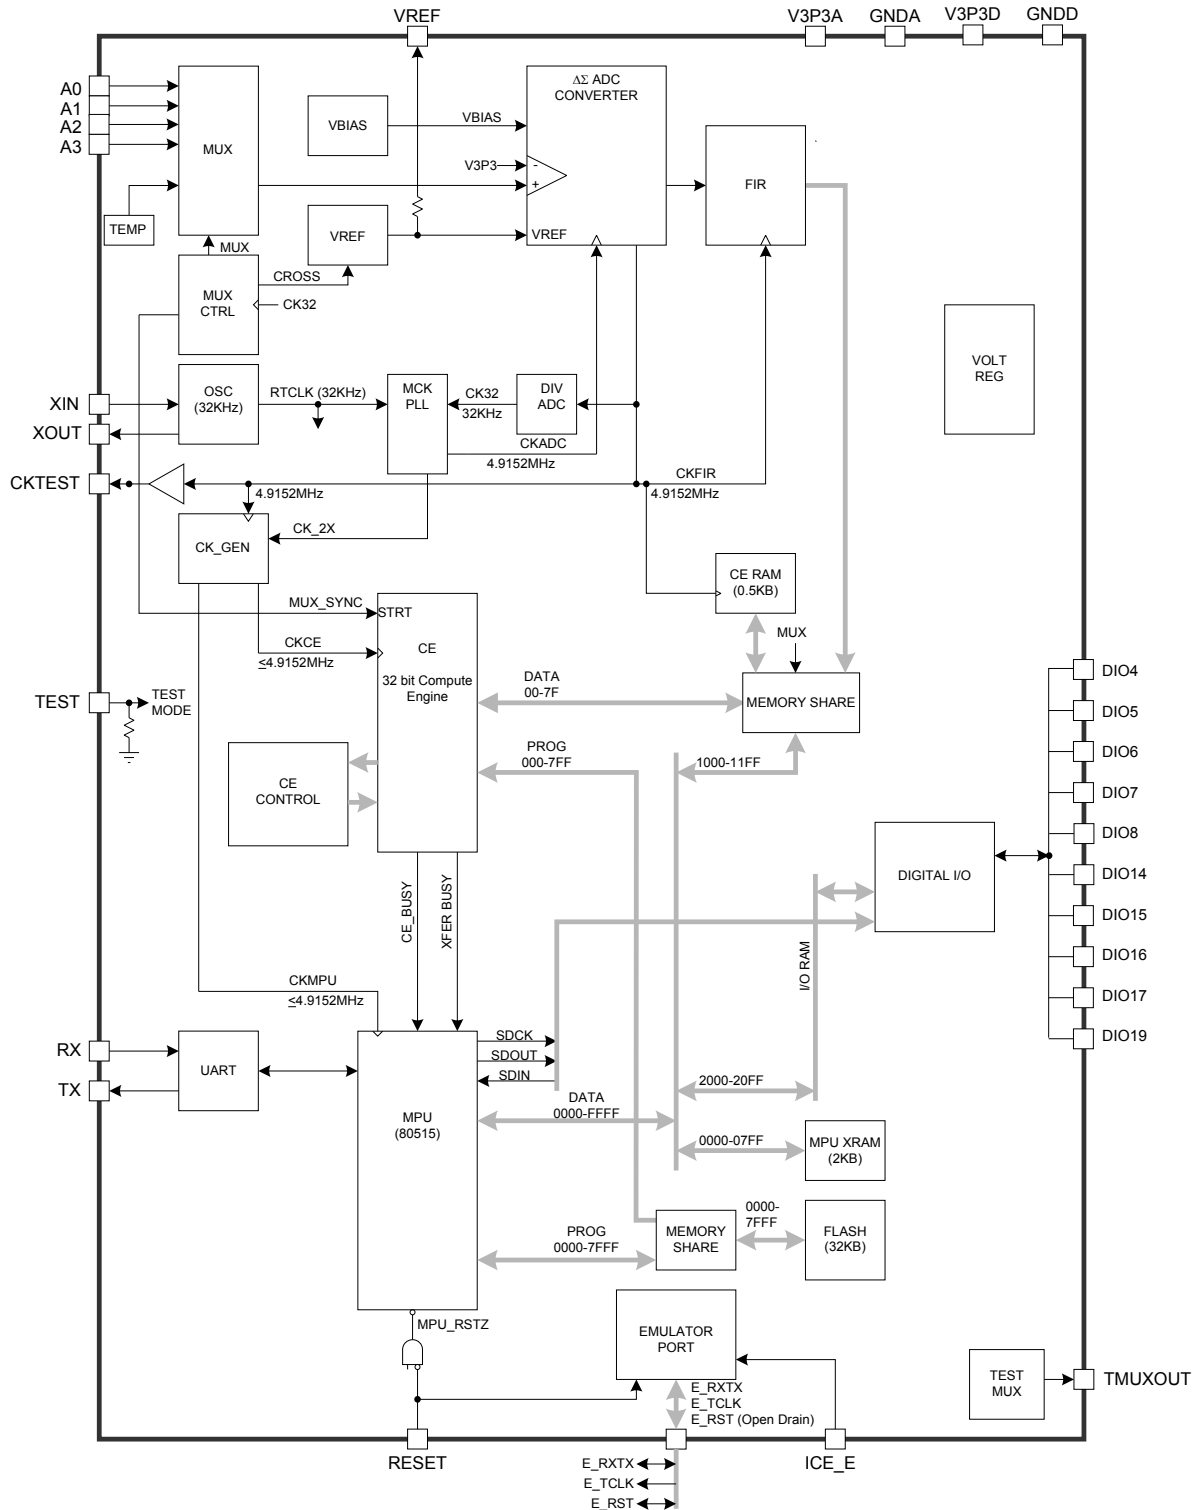 VREF
V3P3A
GNDA
V3P3D
GNDD
A0
A1
A2
A3
MUX
TEMP
VBIAS
VBIAS
ΔΣ ADC
CONVERTER
V3P3
-
+
VREF
VREF
FIR
MUX
CROSS
MUX
CTRL
CK32
VOLT
REG
XIN
XOUT
OSC
(32KHz)
RTCLK (32KHz)
MCK
PLL
CK32
32KHz
DIV
ADC
CKADC
4.9152MHz
CKTEST
4.9152MHz
CKFIR
4.9152MHz
CK_GEN
CK_2X
CE RAM
(0.5KB)
MUX_SYNC
STRT
CKCE
≤4.9152MHz
CE
32 bit Compute
Engine
MUX
TEST
TEST
MODE
DATA
00-7F
MEMORY SHARE
PROG
000-7FF
1000-11FF
CE
CONTROL
DIO4
DIO5
DIO6
DIO7
DIO8
DIO14
DIO15
DIO16
DIO17
DIO19
DIGITAL I/O
CE_BUSY
XFER BUSY
I/O RAM
CKMPU
≤4.9152MHz
RX
TX
UART
SDCK
SDOUT
SDIN
MPU
(80515)
DATA
0000-FFFF
2000-20FF
0000-07FF
MPU XRAM
(2KB)
PROG
0000-7FFF
MEMORY
SHARE
0000-
7FFF
FLASH
(32KB)
MPU_RSTZ
EMULATOR
PORT
E_RXTX
E_TCLK
E_RST (Open Drain)
TEST
MUX
TMUXOUT
RESET
ICE_E
E_RXTX
E_TCLK
E_RST